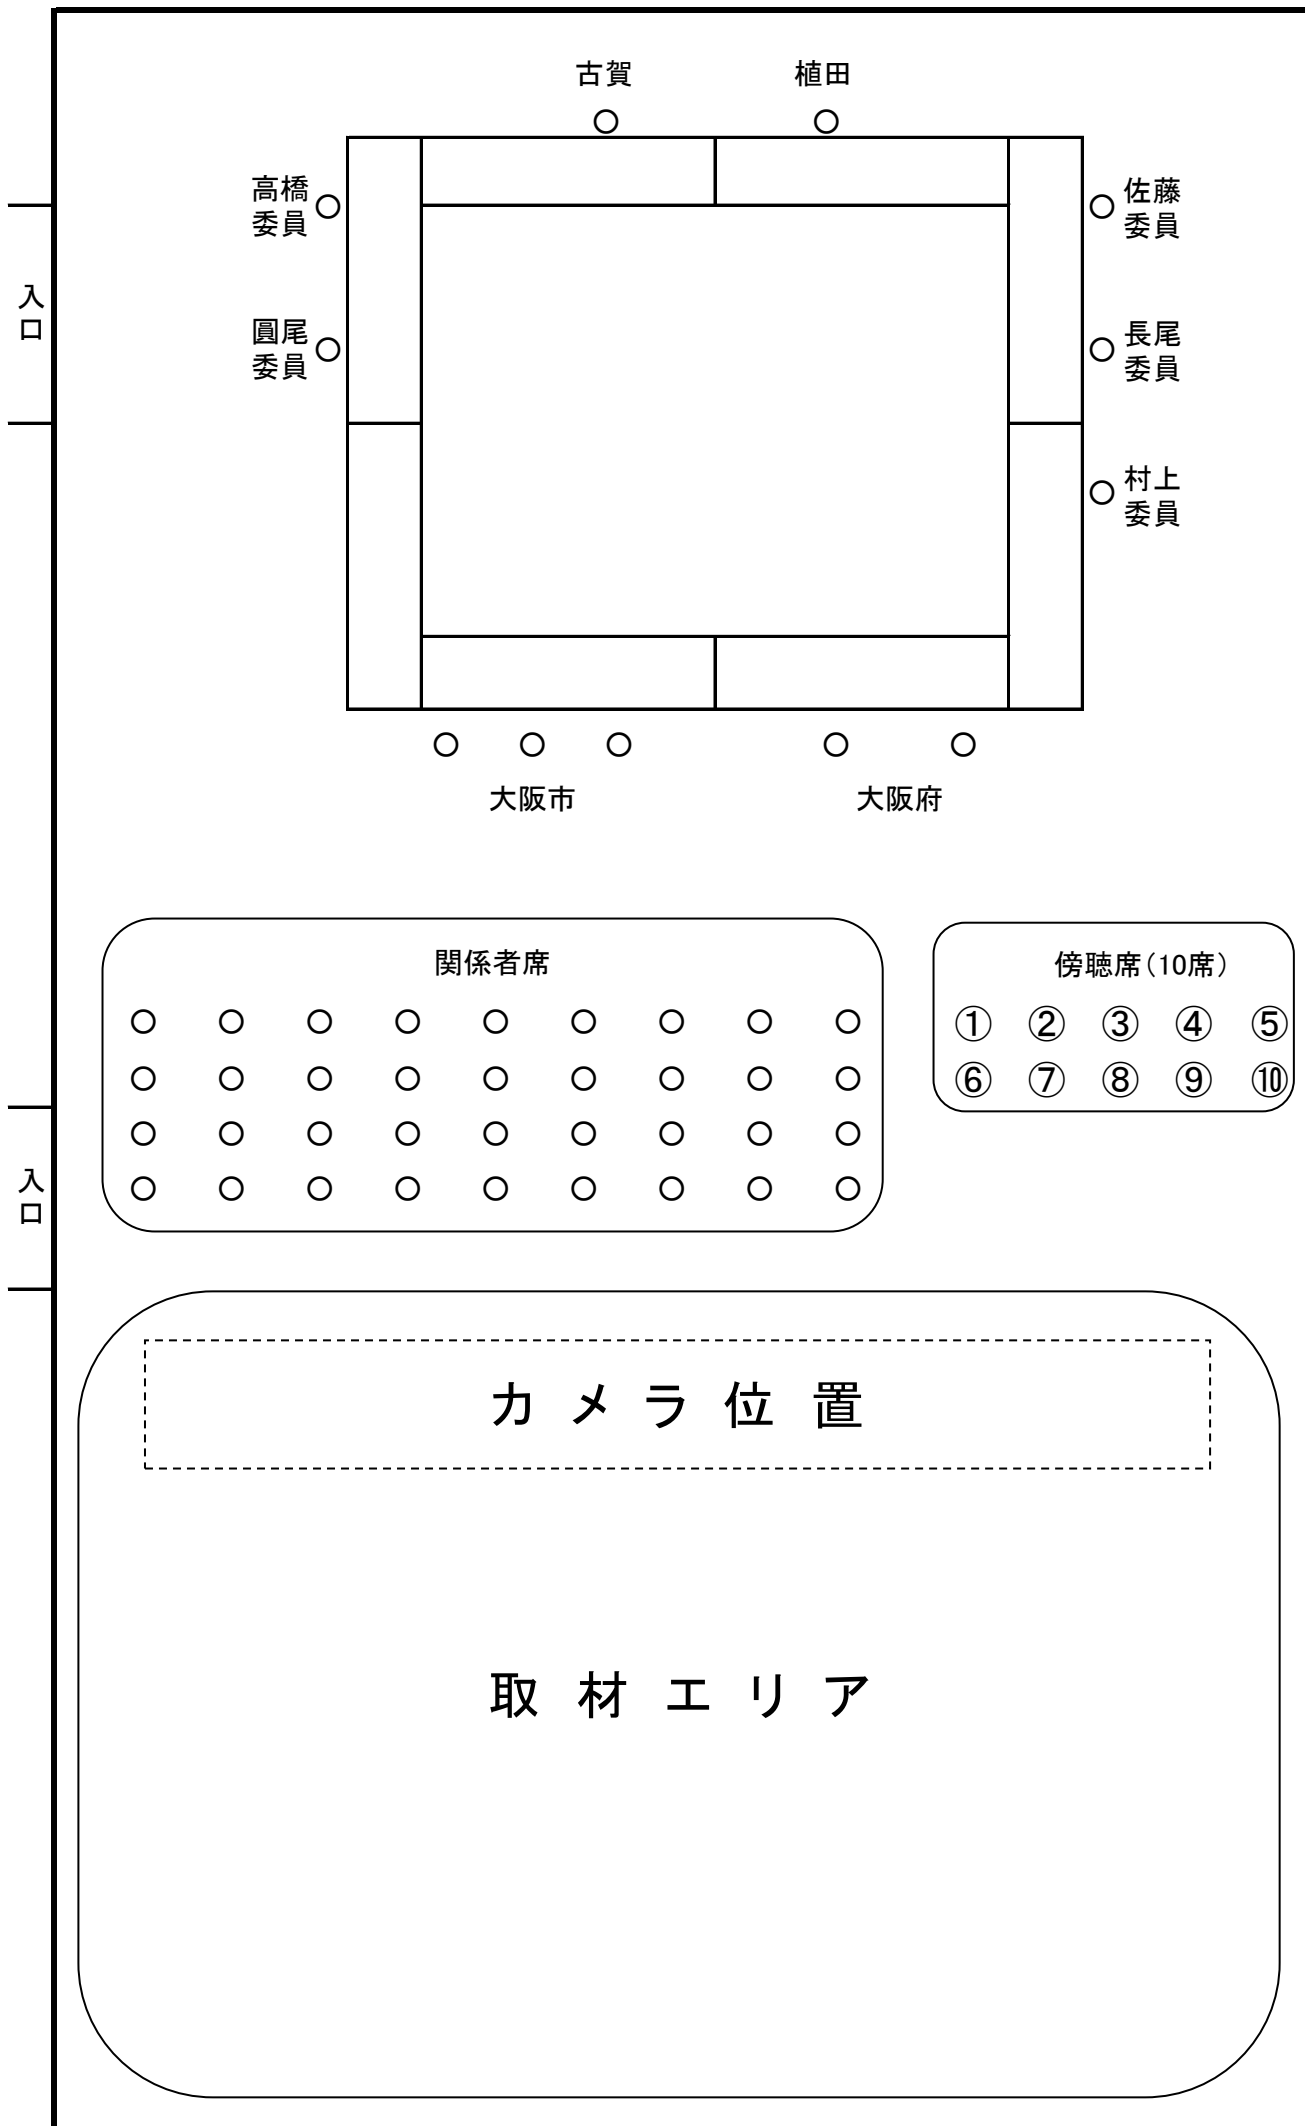 古賀
植田
高橋
委員
佐藤
委員
入
口
圓尾
委員
長尾
委員
村上
委員
大阪市
大阪府
関係者席
傍聴席(10席)
① ② ③ ④ ⑤
⑥ ⑦ ⑧ ⑨ ⑩
入
口
カメラ位置
取材エリア